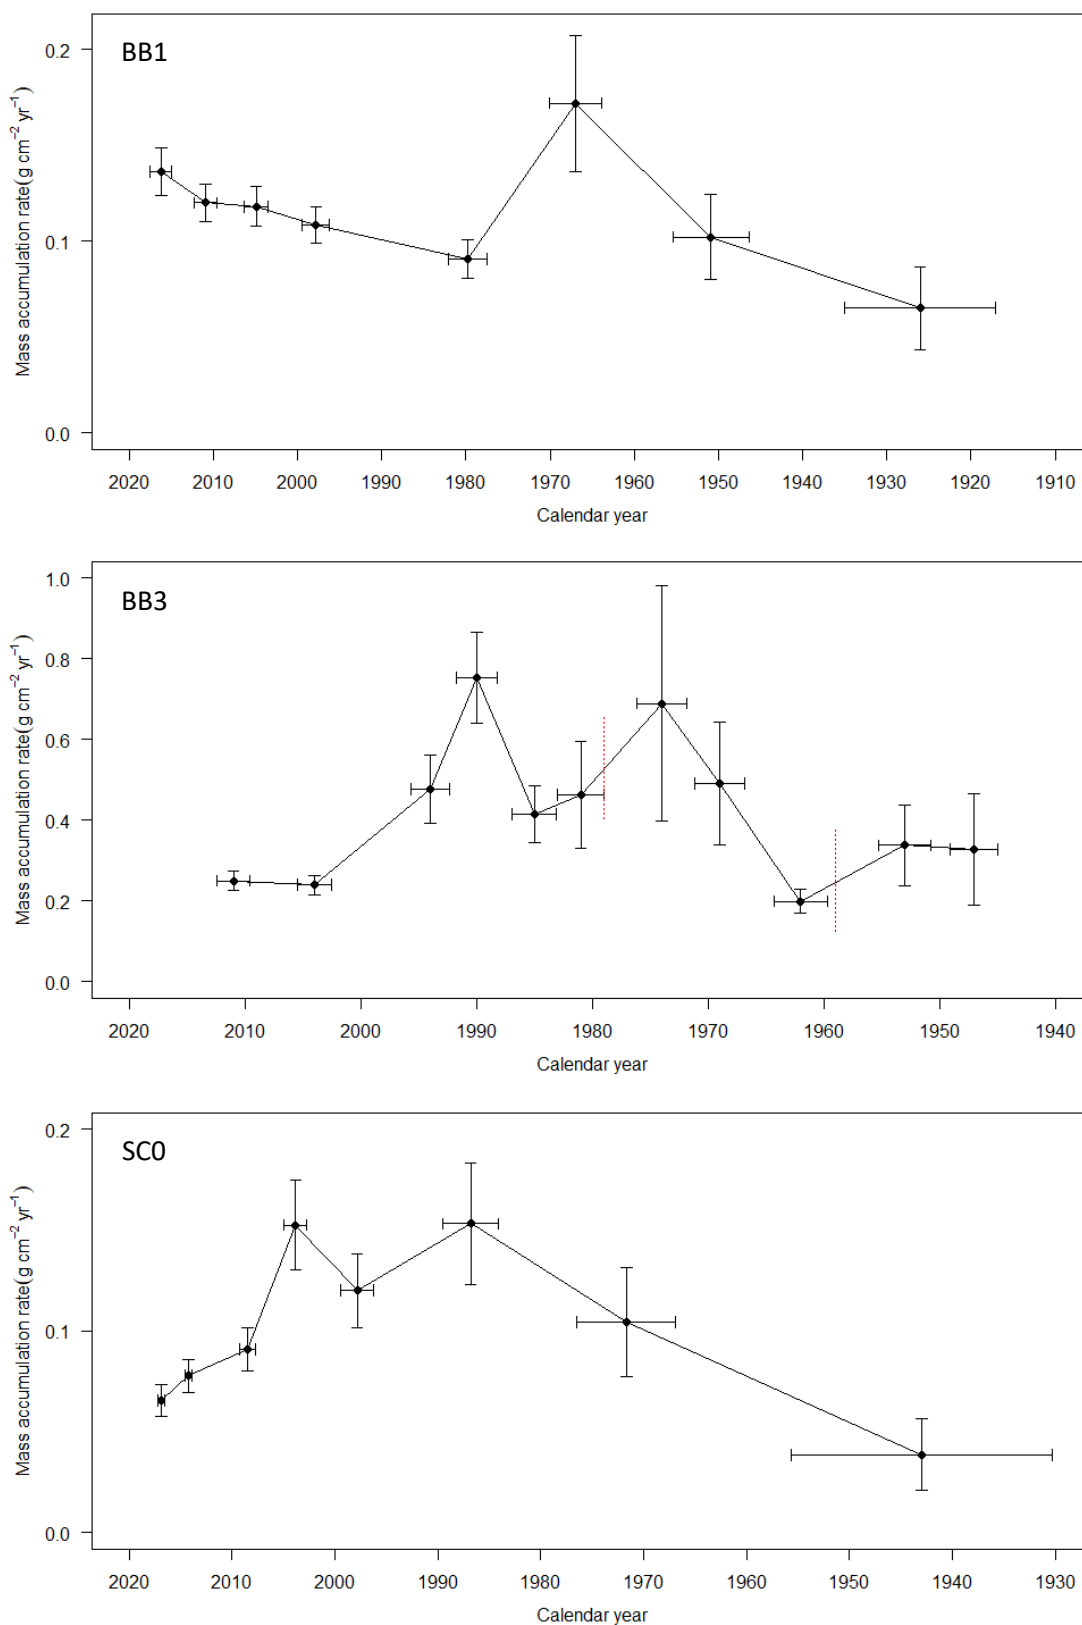 BB1
Mass accumulation rate(g cm⁻² yr⁻¹)
0.2
0.1
0.0
2020 2010 2000 1990 1980 1970 1960 1950 1940 1930 1920 1910
Calendar year
BB3
Mass accumulation rate(g cm⁻² yr⁻¹)
1.0
0.8
0.6
0.4
0.2
0.0
2020 2010 2000 1990 1980 1970 1960 1950 1940
Calendar year
SC0
Mass accumulation rate(g cm⁻² yr⁻¹)
0.2
0.1
0.0
2020 2010 2000 1990 1980 1970 1960 1950 1940 1930
Calendar year